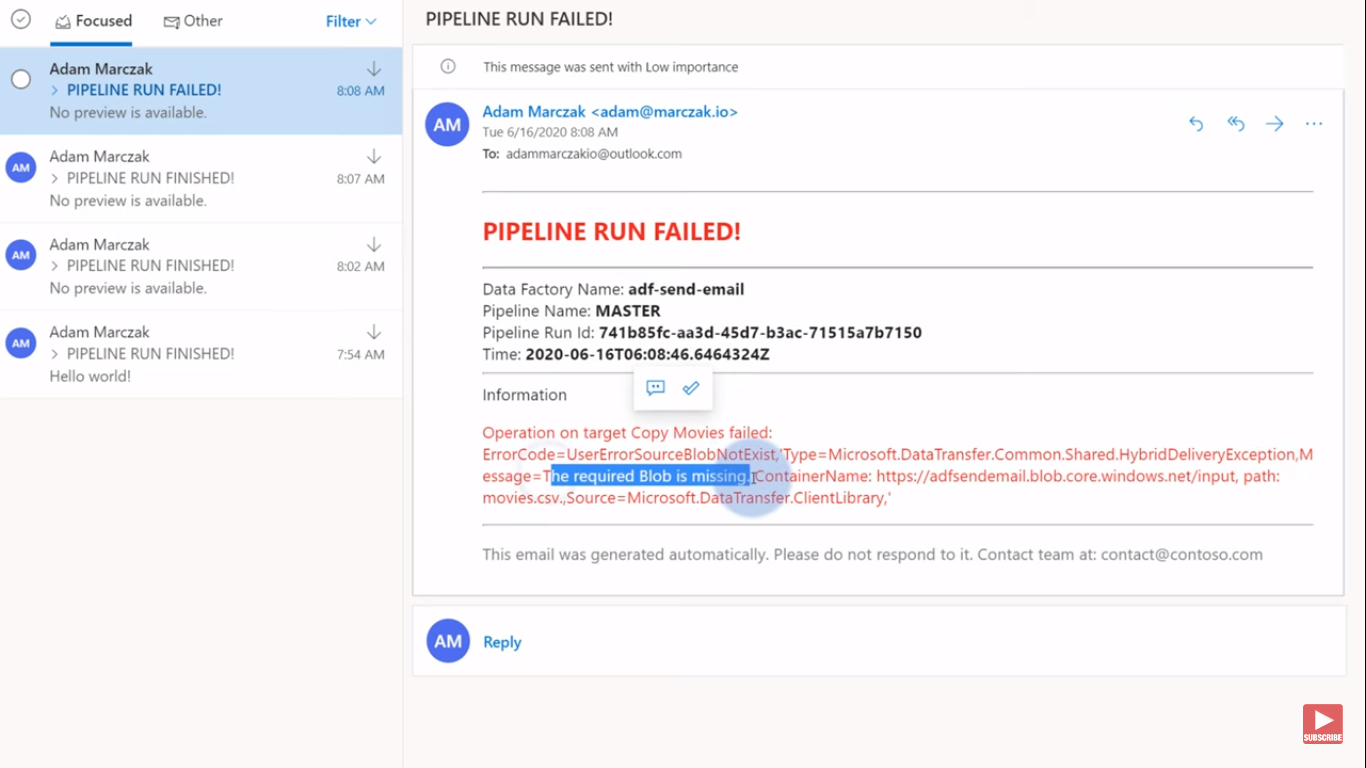 Focused
Other
Filter
Adam Marczak
PIPELINE RUN FAILED!
8:08 AM
No preview is available.
AM
Adam Marczak
PIPELINE RUN FINISHED!
8:07 AM
No preview is available.
AM
Adam Marczak
PIPELINE RUN FINISHED!
8:02 AM
No preview is available.
AM
Adam Marczak
PIPELINE RUN FINISHED!
7:54 AM
Hello world!
PIPELINE RUN FAILED!
This message was sent with Low importance
AM
Adam Marczak <adam@marczak.io>
Tue 6/16/2020 8:08 AM
To: adammarczakio@outlook.com
PIPELINE RUN FAILED!
Data Factory Name: adf-send-email
Pipeline Name: MASTER
Pipeline Run Id: 741b85fc-aa3d-45d7-b3ac-71515a7b7150
Time: 2020-06-16T06:08:46.6464324Z
Information
Operation on target Copy Movies failed:
ErrorCode=UserErrorSourceBlobNotExist,'Type=Microsoft.DataTransfer.Common.Shared.HybridDeliveryException,M
essage=The required Blob is missing. ContainerName: https://adfsendemail.blob.core.windows.net/input, path:
movies.csv.,Source=Microsoft.DataTransfer.ClientLibrary,'
This email was generated automatically. Please do not respond to it. Contact team at: contact@contoso.com
AM
Reply
SUBSCRIBE